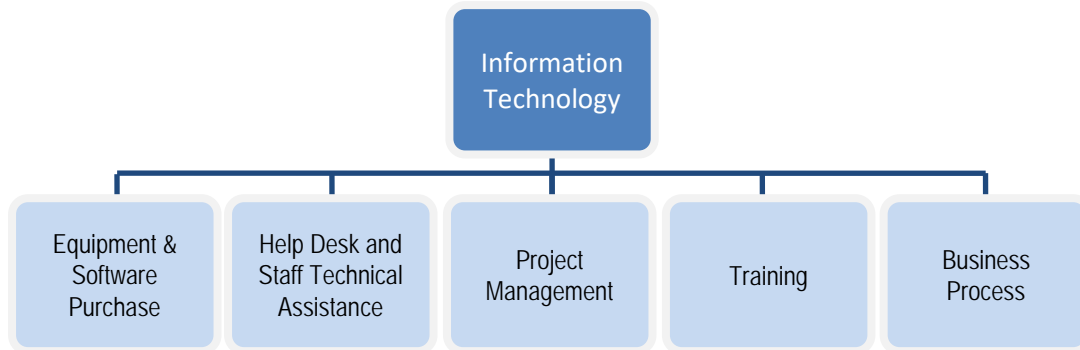 Information
Technology
Equipment &
Software
Purchase
Help Desk and
Staff Technical
Assistance
Project
Management
Training
Business
Process